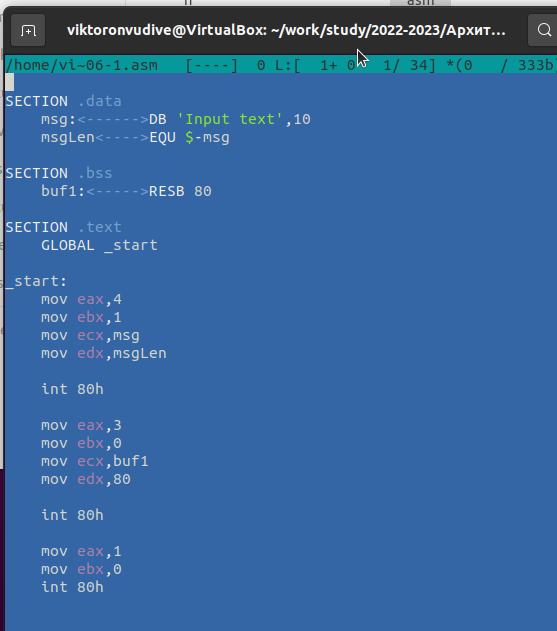 viktoronvudive@VirtualBox: ~/work/study/2022-2023/Архит...
/home/vi~06-1.asm   [----]  0 L:[  1+ 0   1/ 34] *(0   / 333b
SECTION .data
    msg:<------>DB 'Input text',10
    msgLen<---->EQU $-msg
SECTION .bss
    buf1:<----->RESB 80
SECTION .text
    GLOBAL _start
_start:
    mov eax,4
    mov ebx,1
    mov ecx,msg
    mov edx,msgLen
    int 80h
    mov eax,3
    mov ebx,0
    mov ecx,buf1
    mov edx,80
    int 80h
    mov eax,1
    mov ebx,0
    int 80h